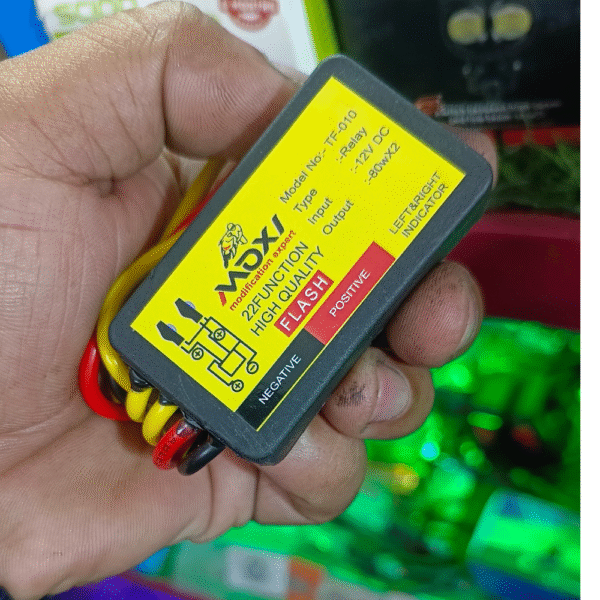 MDXI
modification expert
22FUNCTION
HIGH QUALITY
FLASH
Model No:- TF-010
Type :-Relay
Input :-12V DC
Output :-80wX2
NEGATIVE
POSITIVE
LEFT&RIGHT
INDICATOR